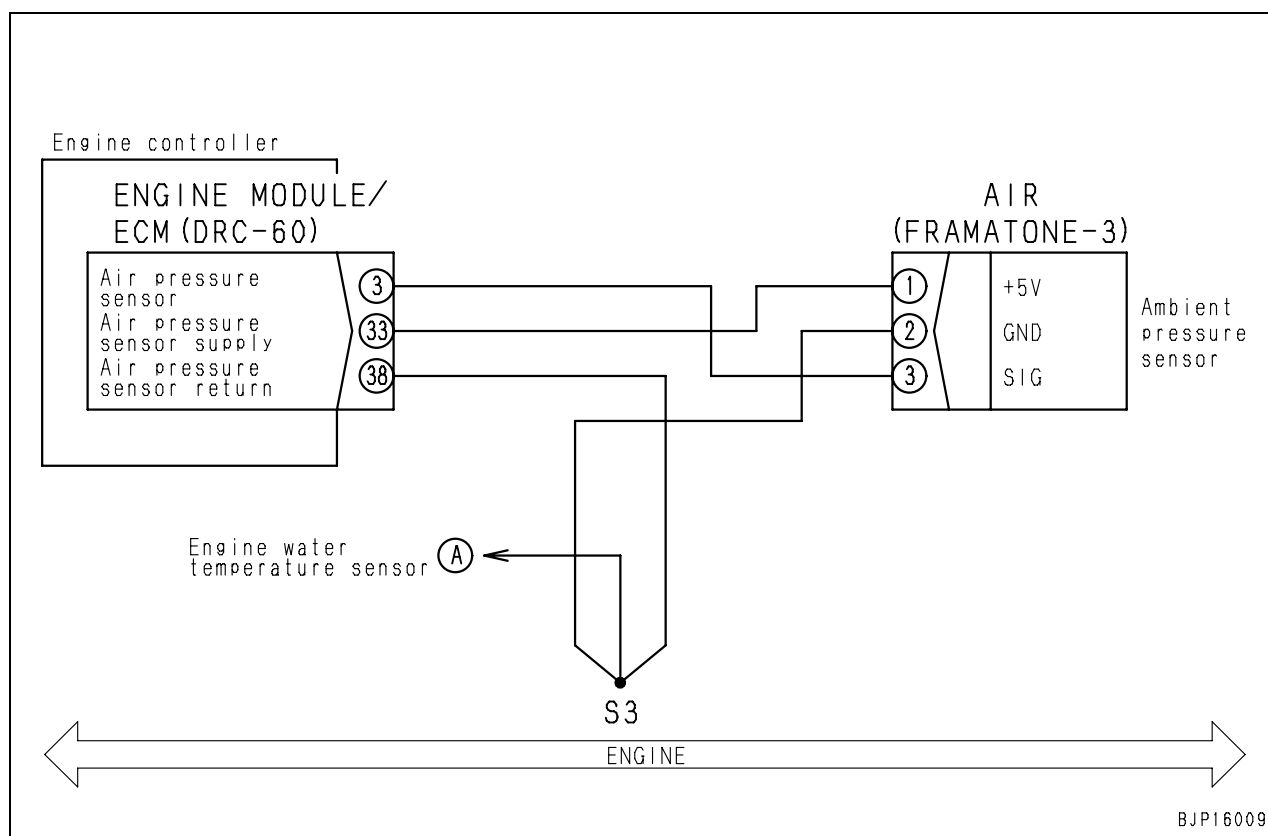 Engine controller
ENGINE MODULE/
ECM (DRC-60)
Air pressure
sensor
Air pressure
sensor supply
Air pressure
sensor return
3
33
38
AIR
(FRAMATONE-3)
1
2
3
+5V
GND
SIG
Ambient
pressure
sensor
Engine water
temperature sensor
A
S3
ENGINE
BJP16009